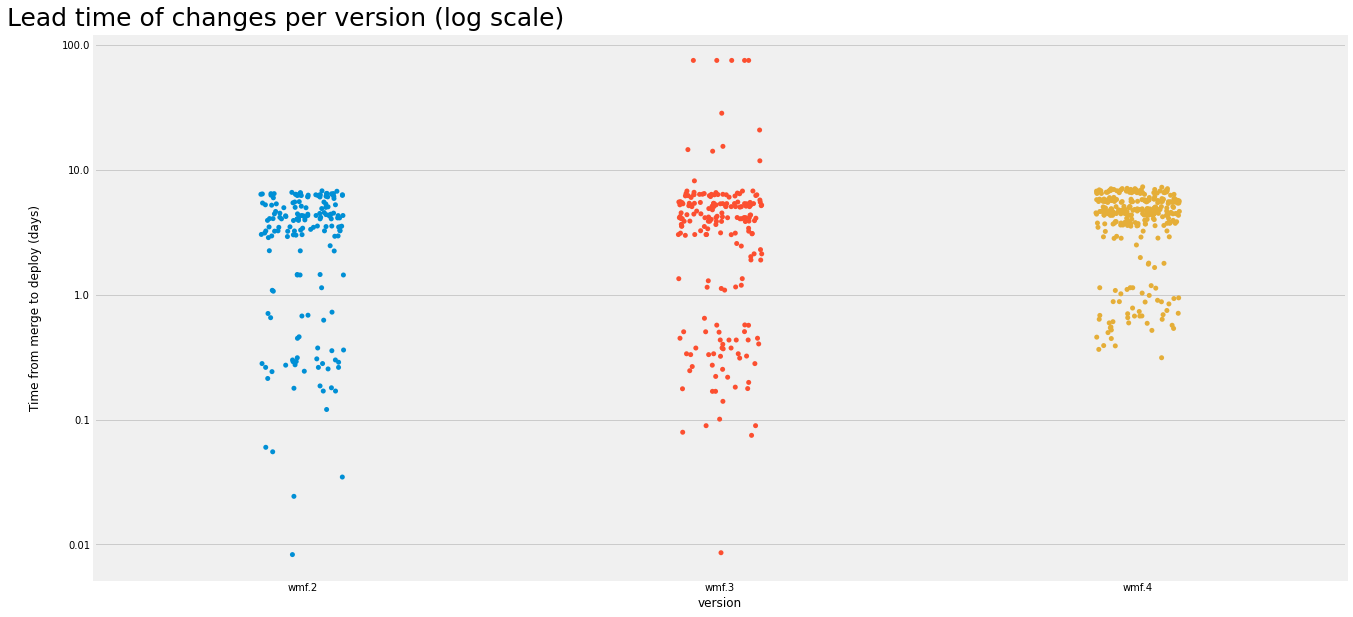 Lead time of changes per version (log scale)
100.0
10.0
1.0
0.1
0.01
Time from merge to deploy (days)
wmf.2
wmf.3
wmf.4
version